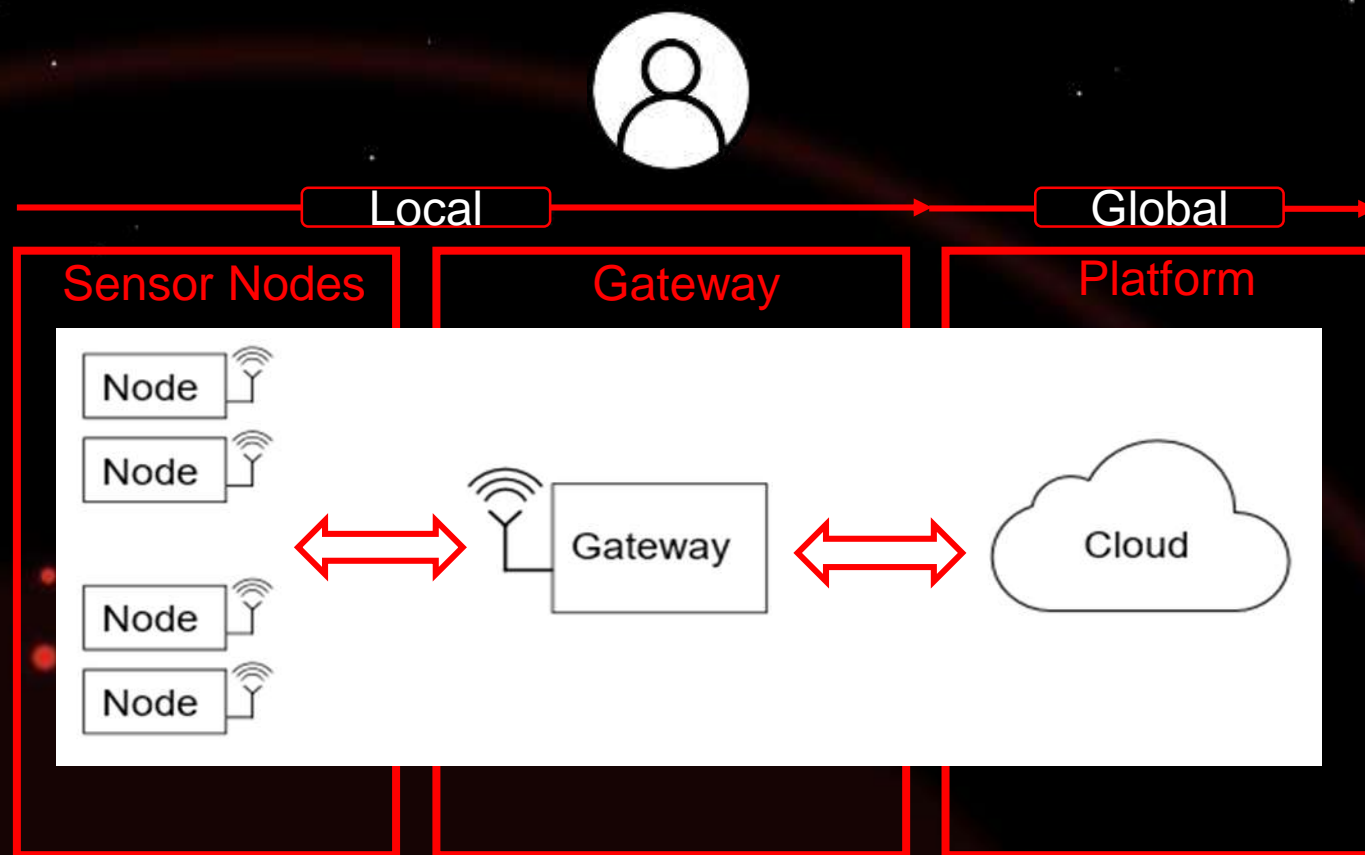 Local
Global
Sensor Nodes
Gateway
Platform
Node
Node
Node
Node
Gateway
Cloud